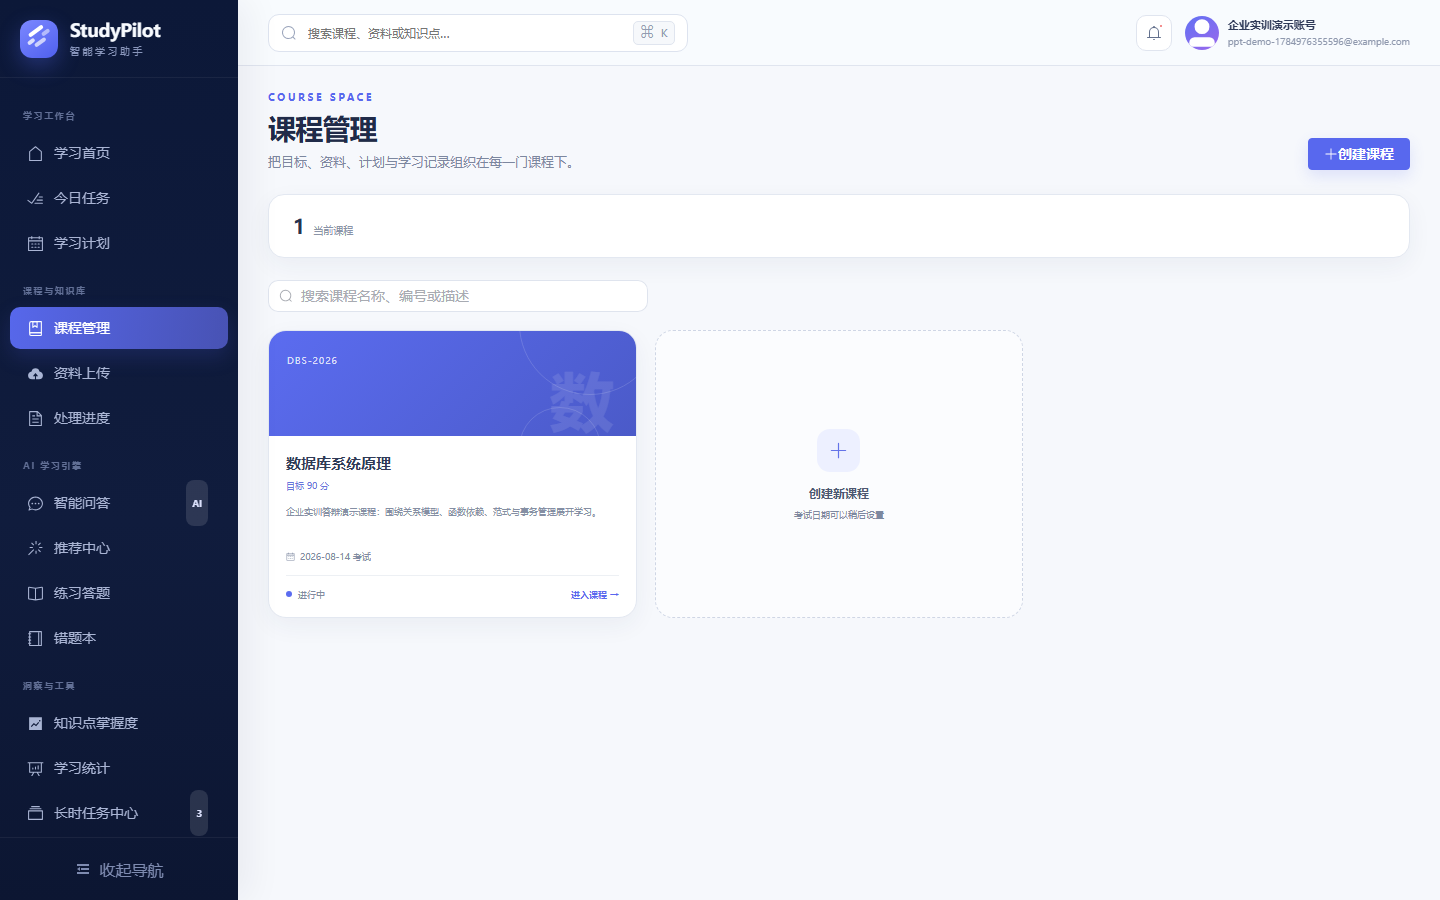 StudyPilot
智能学习助手
学习工作台
学习首页
今日任务
学习计划
课程与知识库
课程管理
资料上传
处理进度
AI 学习引擎
智能问答
AI
推荐中心
练习答题
错题本
洞察与工具
知识点掌握度
学习统计
长时任务中心
3
收起导航
搜索课程、资料或知识点...
⌘ K
企业实训演示账号
ppt-demo-1784976355596@example.com
COURSE SPACE
课程管理
把目标、资料、计划与学习记录组织在每一门课程下。
创建课程
1 当前课程
搜索课程名称、编号或描述
DBS-2026
数
数据库系统原理
目标 90 分
企业实训答辩演示课程：围绕关系模型、函数依赖、范式与事务管理展开学习。
2026-08-14 考试
进行中
进入课程 →
创建新课程
考试日期可以稍后设置